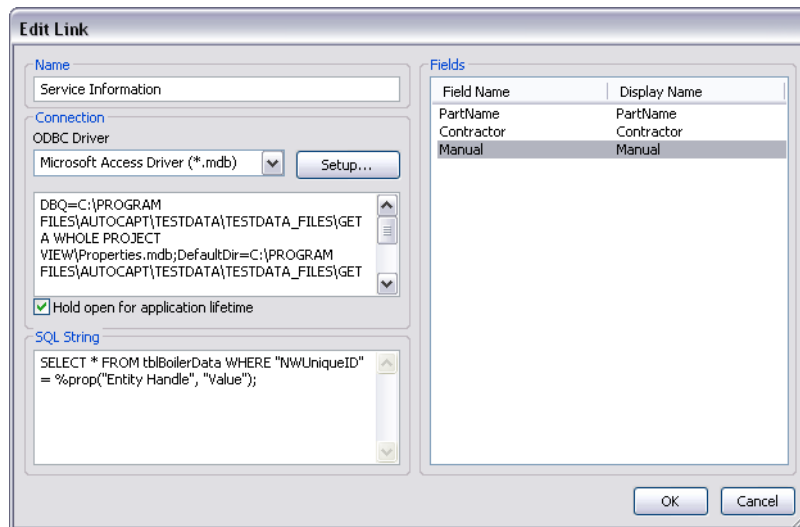 Edit Link
Name
Service Information
Connection
ODBC Driver
Microsoft Access Driver (*.mdb)
Setup...
DBQ=C:\PROGRAM
FILES\AUTOCAPT\TESTDATA\TESTDATA_FILES\GET
A WHOLE PROJECT
VIEW\Properties.mdb;DefaultDir=C:\PROGRAM
FILES\AUTOCAPT\TESTDATA\TESTDATA_FILES\GET
Hold open for application lifetime
SQL String
SELECT * FROM tblBoilerData WHERE "NWUniqueID"
= %prop("Entity Handle", "Value");
Fields
Field Name Display Name
PartName PartName
Contractor Contractor
Manual Manual
OK Cancel